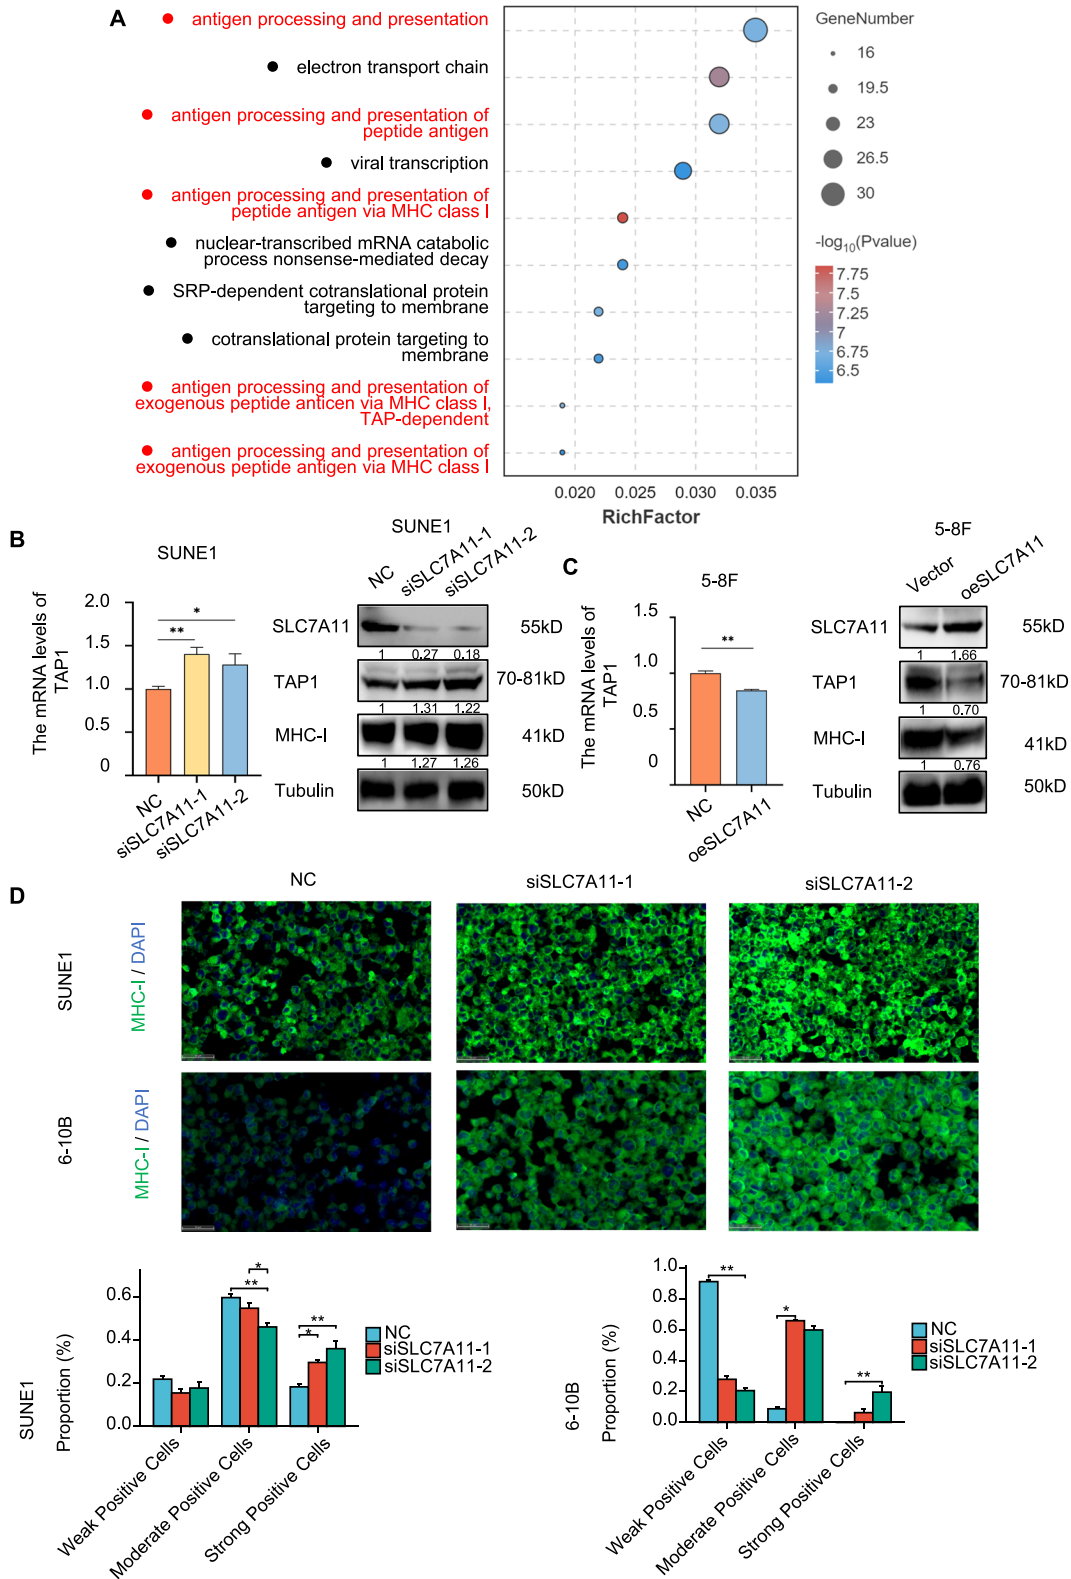 A
antigen processing and presentation
electron transport chain
antigen processing and presentation of
peptide antigen
viral transcription
antigen processing and presentation of
peptide antigen via MHC class I
nuclear-transcribed mRNA catabolic
process nonsense-mediated decay
SRP-dependent cotranslational protein
targeting to membrane
cotranslational protein targeting to
membrane
antigen processing and presentation of
exogenous peptide anticen via MHC class I,
TAP-dependent
antigen processing and presentation of
exogenous peptide antigen via MHC class I
0.020 0.025 0.030 0.035
RichFactor
GeneNumber
16
19.5
23
26.5
30
-log10(Pvalue)
7.75
7.5
7.25
7
6.75
6.5
B
SUNE1
The mRNA levels of
TAP1
2.0
1.5
1.0
0.5
0
*
**
NC
siSLC7A11-1
siSLC7A11-2
SUNE1
NC siSLC7A11-1 siSLC7A11-2
SLC7A11 55kD
1 0.27 0.18
TAP1 70-81kD
1 1.31 1.22
MHC-I 41kD
1 1.27 1.26
Tubulin 50kD
C
5-8F
The mRNA levels of
TAP1
1.5
1.0
0.5
0
**
NC
oeSLC7A11
5-8F
Vector oeSLC7A11
SLC7A11 55kD
1 1.66
TAP1 70-81kD
1 0.70
MHC-I 41kD
1 0.76
Tubulin 50kD
D
NC siSLC7A11-1 siSLC7A11-2
SUNE1
MHC-I / DAPI
6-10B
MHC-I / DAPI
SUNE1
Proportion (%)
0.6
0.4
0.2
0.0
*
**
**
*
NC
siSLC7A11-1
siSLC7A11-2
Weak Positive Cells
Moderate Positive Cells
Strong Positive Cells
6-10B
Proportion (%)
1.0
0.8
0.6
0.4
0.2
0.0
**
*
**
NC
siSLC7A11-1
siSLC7A11-2
Weak Positive Cells
Moderate Positive Cells
Strong Positive Cells